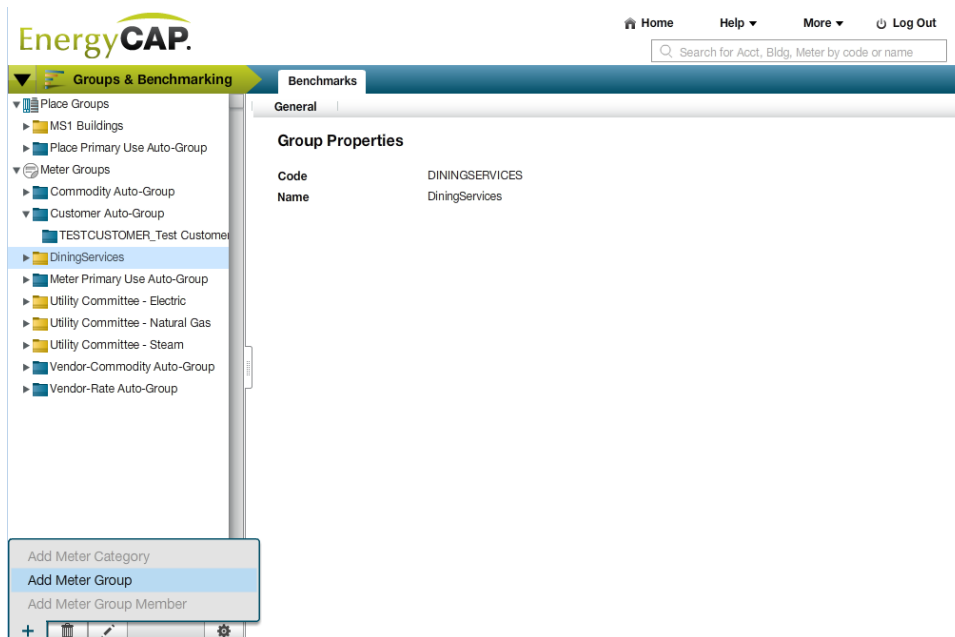 EnergyCAP.
Home Help More Log Out
Search for Acct, Bldg, Meter by code or name
Groups & Benchmarking
Benchmarks
Place Groups
General
MS1 Buildings
Group Properties
Place Primary Use Auto-Group
Meter Groups
Code DININGSERVICES
Commodity Auto-Group
Name DiningServices
Customer Auto-Group
TESTCUSTOMER_Test Customer
DiningServices
Meter Primary Use Auto-Group
Utility Committee - Electric
Utility Committee - Natural Gas
Utility Committee - Steam
Vendor-Commodity Auto-Group
Vendor-Rate Auto-Group
Add Meter Category
Add Meter Group
Add Meter Group Member